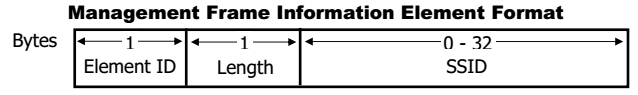 Management Frame Information Element Format
Bytes 1 1 0 - 32
Element ID Length SSID